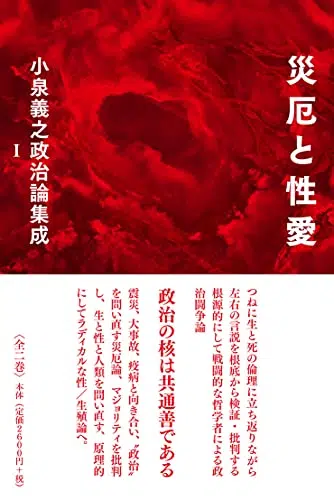 災厄と性愛
小泉義之政治論集成
I
つねに生と死の倫理に立ち返りながら
左右の言説を根底から検証・批判する
根源的にして戦闘的な哲学者による政
治闘争論
政治の核は共通善である
震災、大事故、疫病と向き合い、〝政治〟
を問い直す災厄論、マジョリティを批判
し、生と性と人類を問い直す、原理的
にしてラディカルな性/生殖論へ。
〈全二巻〉本体(定価2600円+税)